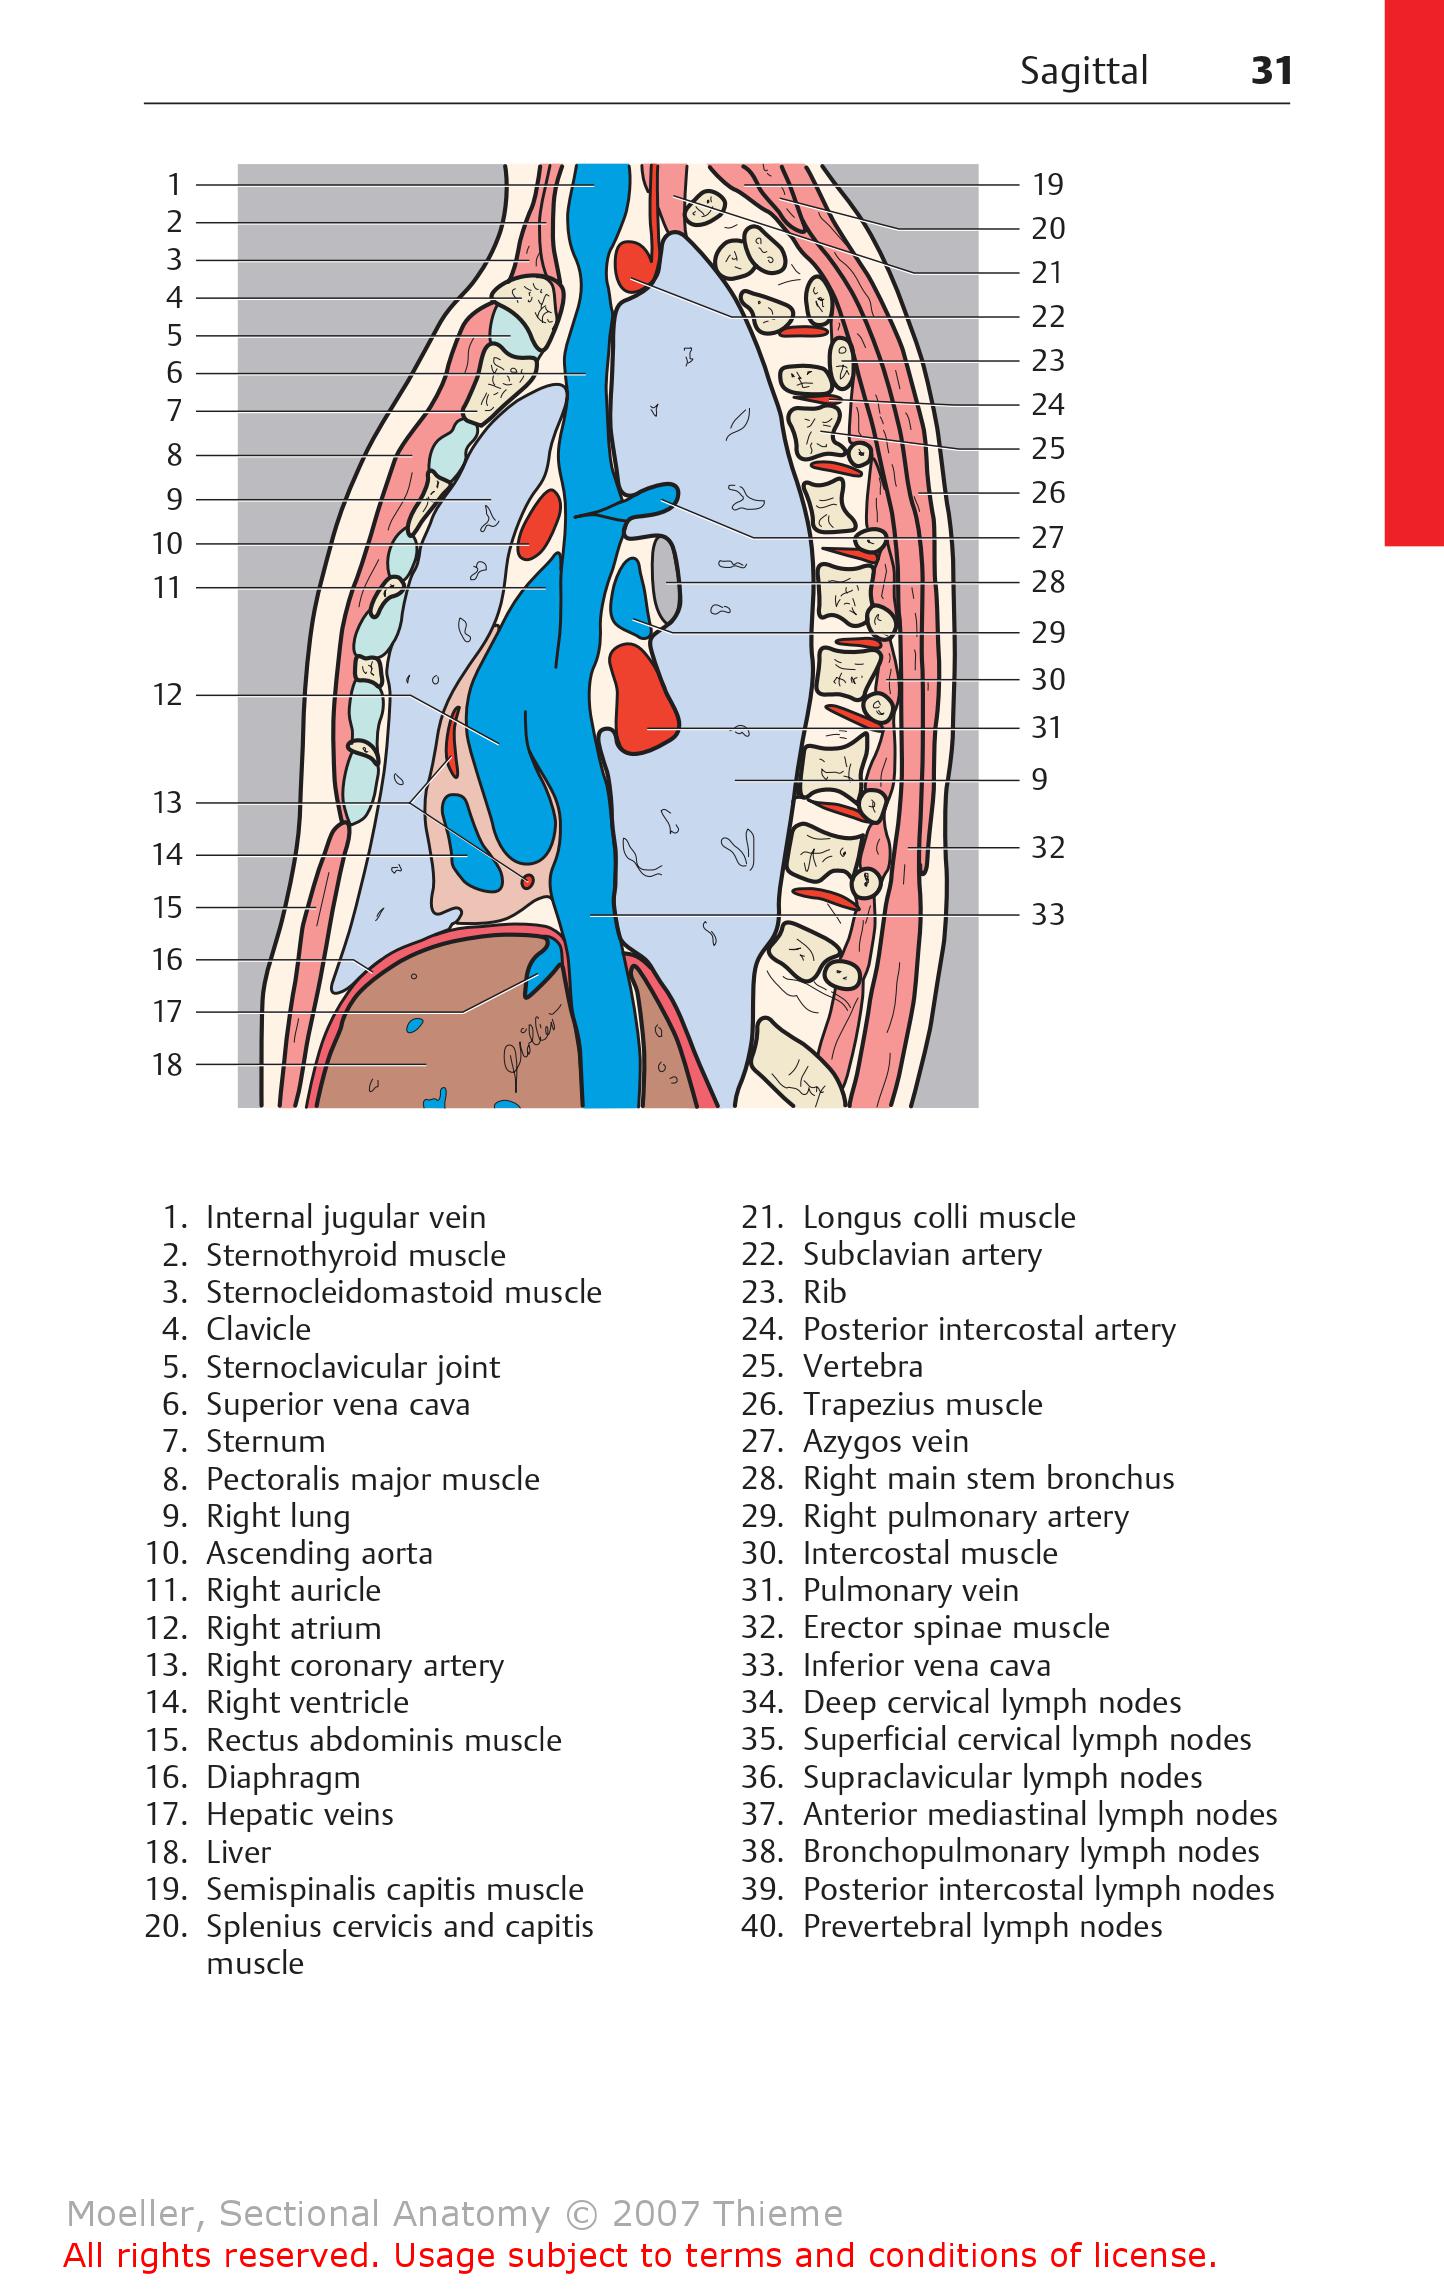 Sagittal 31
1
2
3
4
5
6
7
8
9
10
11
12
13
14
15
16
17
18
19
20
21
22
23
24
25
26
27
28
29
30
31
9
32
33
1. Internal jugular vein
2. Sternothyroid muscle
3. Sternocleidomastoid muscle
4. Clavicle
5. Sternoclavicular joint
6. Superior vena cava
7. Sternum
8. Pectoralis major muscle
9. Right lung
10. Ascending aorta
11. Right auricle
12. Right atrium
13. Right coronary artery
14. Right ventricle
15. Rectus abdominis muscle
16. Diaphragm
17. Hepatic veins
18. Liver
19. Semispinalis capitis muscle
20. Splenius cervicis and capitis
muscle
21. Longus colli muscle
22. Subclavian artery
23. Rib
24. Posterior intercostal artery
25. Vertebra
26. Trapezius muscle
27. Azygos vein
28. Right main stem bronchus
29. Right pulmonary artery
30. Intercostal muscle
31. Pulmonary vein
32. Erector spinae muscle
33. Inferior vena cava
34. Deep cervical lymph nodes
35. Superficial cervical lymph nodes
36. Supraclavicular lymph nodes
37. Anterior mediastinal lymph nodes
38. Bronchopulmonary lymph nodes
39. Posterior intercostal lymph nodes
40. Prevertebral lymph nodes
Moeller, Sectional Anatomy © 2007 Thieme
All rights reserved. Usage subject to terms and conditions of license.